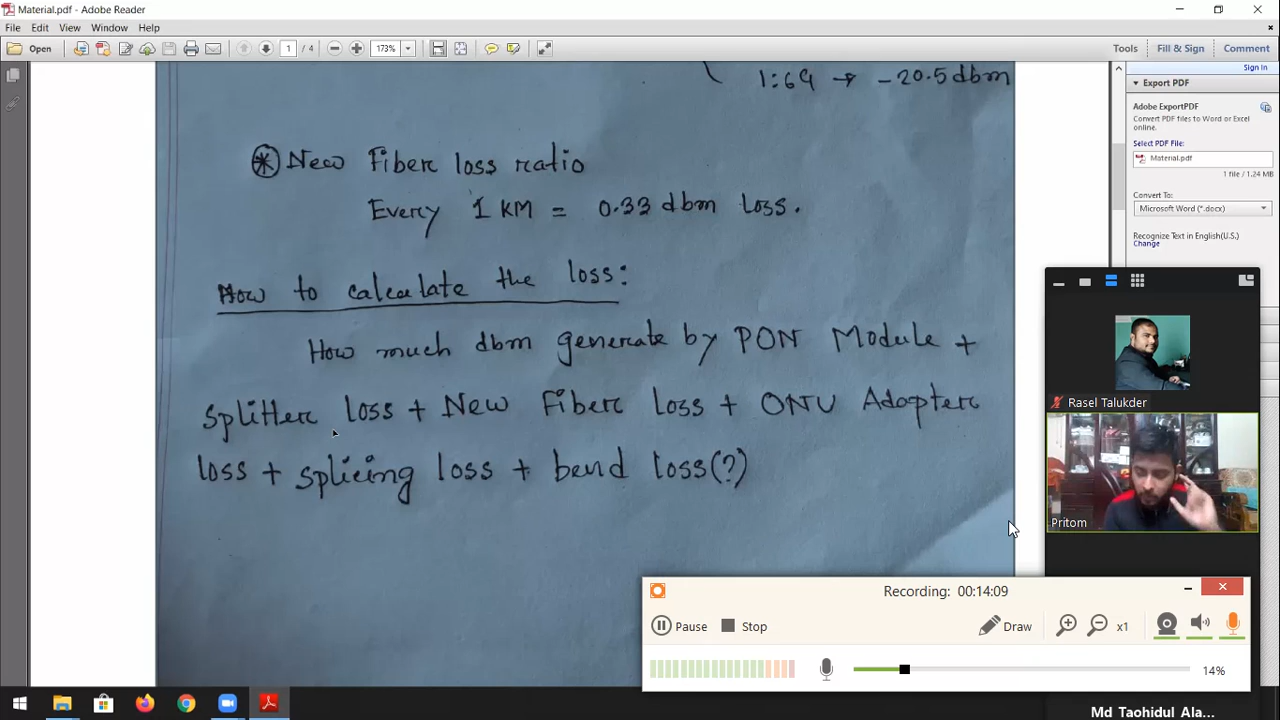 Material.pdf - Adobe Reader
File Edit View Window Help
Open 1 / 4 173% Tools Fill & Sign Comment
Sign In
Export PDF
Adobe ExportPDF
Convert PDF files to Word or Excel
online.
Select PDF File:
Material.pdf
1 file / 1.24 MB
Convert To:
Microsoft Word (*.docx)
Recognize Text in English(U.S.)
Change
1:64 → -20.5dbm
New Fiber loss ratio
Every 1 KM = 0.33 dbm Loss.
How to calculate the loss:
How much dbm generate by PON Module +
Splitter loss + New Fiber Loss + ONU Adapter
loss + splicing loss + bend loss(?)
Rasel Talukder
Pritom
Recording: 00:14:09
Pause Stop Draw x1
14%
Md Taohidul Ala...